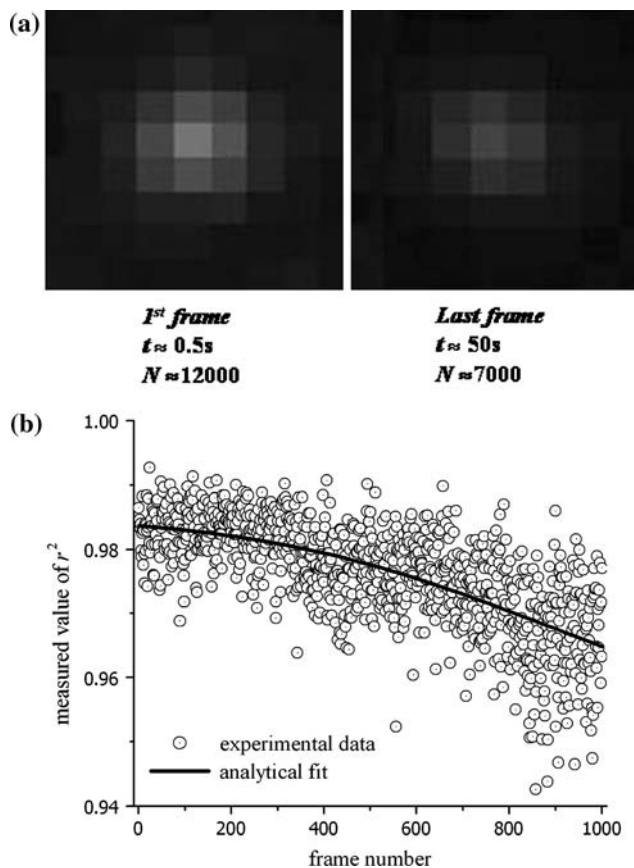 (a)
1st frame
t ≈ 0.5s
N ≈12000
Last frame
t ≈ 50s
N ≈7000
(b)
1.00
0.98
0.96
0.94
measured value of r²
experimental data
analytical fit
0 200 400 600 800 1000
frame number